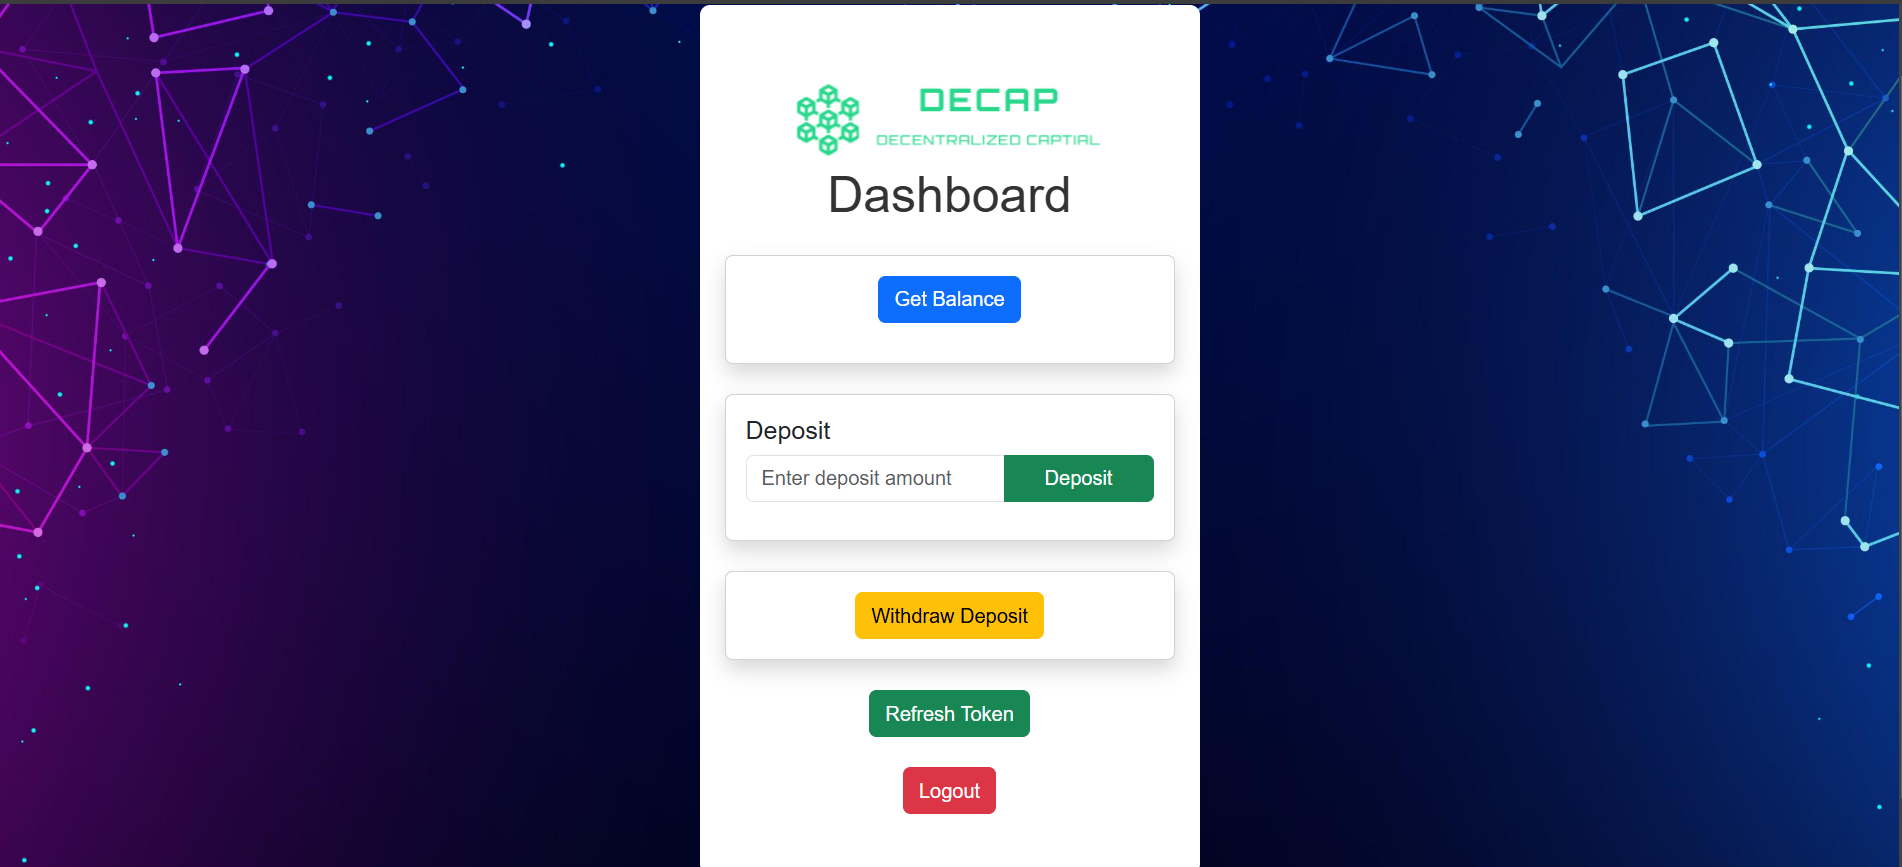 DECAP
DECENTRALIZED CAPTIAL
Dashboard
Get Balance
Deposit
Enter deposit amount
Deposit
Withdraw Deposit
Refresh Token
Logout